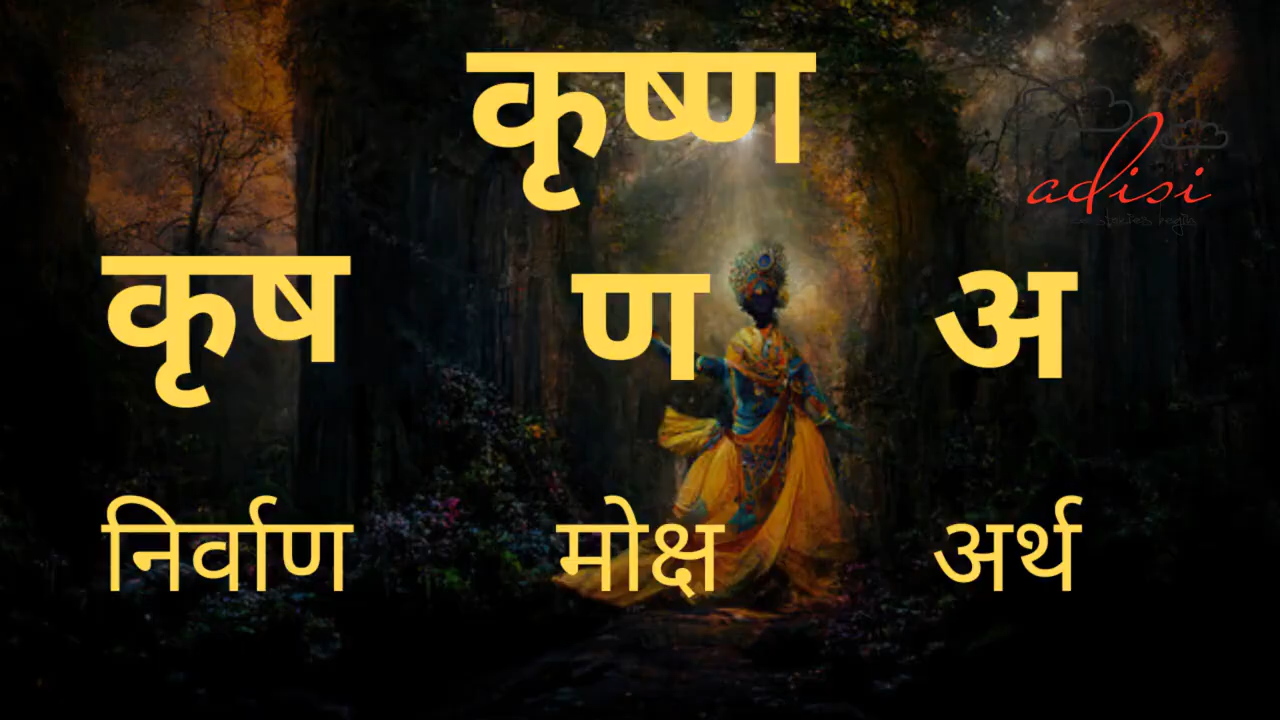 कृष्ण
adisi
कृष ण अ
निर्वाण मोक्ष अर्थ